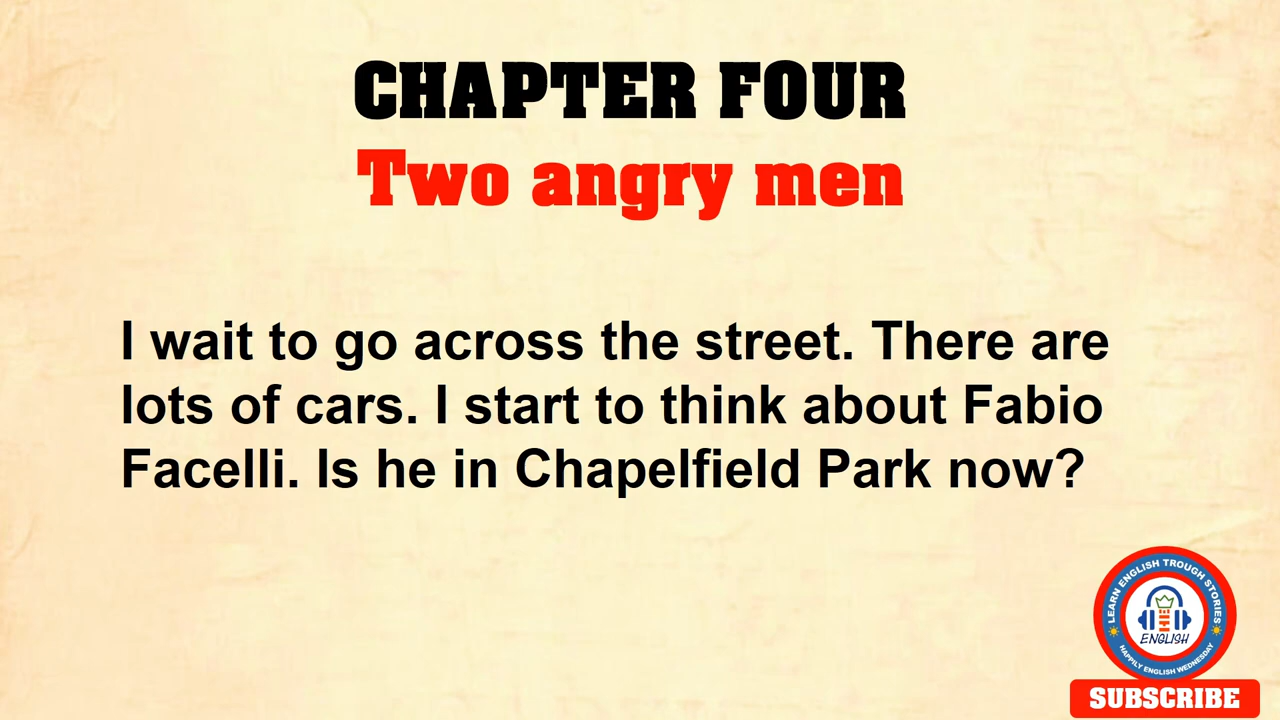 CHAPTER FOUR
Two angry men
I wait to go across the street. There are
lots of cars. I start to think about Fabio
Facelli. Is he in Chapelfield Park now?
LEARN ENGLISH TROUGH STORIES
ENGLISH
HAPPILY ENGLISH WEDNESDAY
SUBSCRIBE